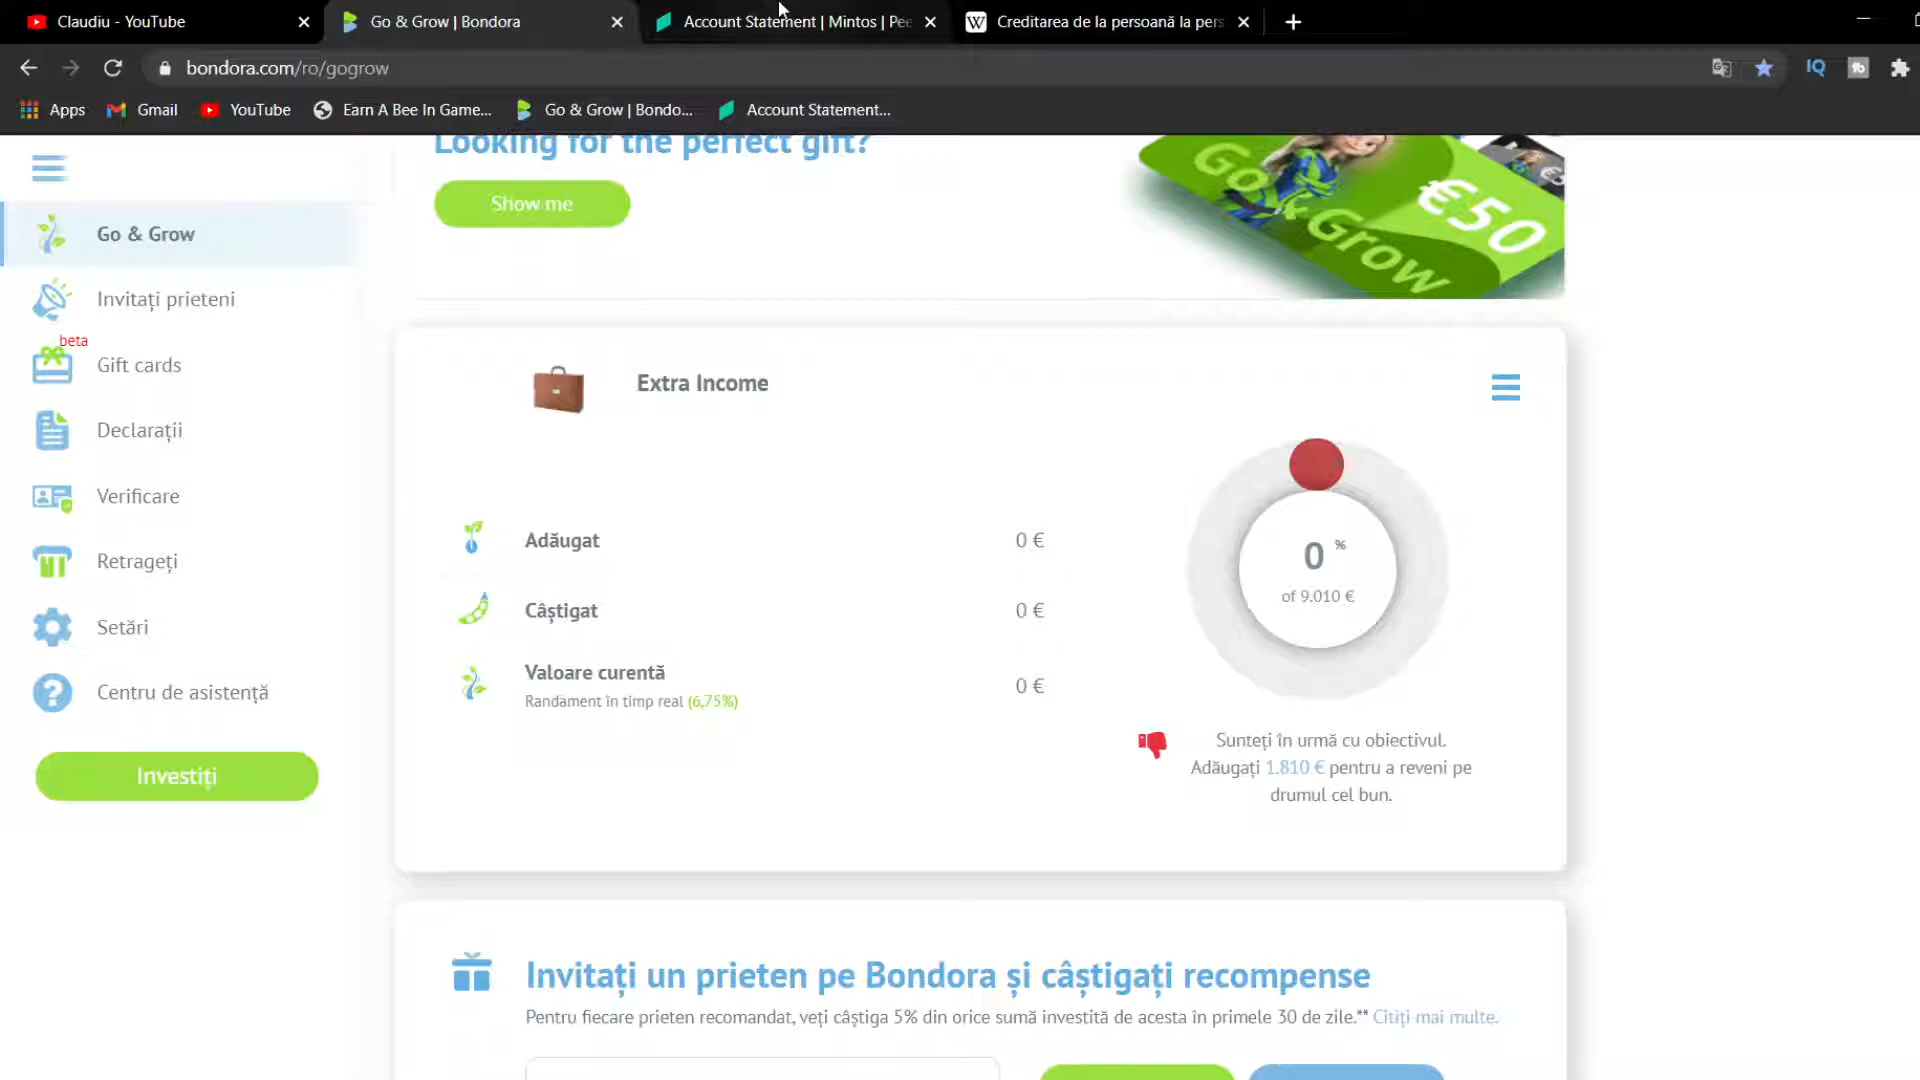 Claudiu - YouTube
Go & Grow | Bondora
Account Statement | Mintos | Pee
Creditarea de la persoană la pers
bondora.com/ro/gogrow
IQ
Apps
Gmail
YouTube
Earn A Bee In Game...
Go & Grow | Bondo...
Account Statement...
Looking for the perfect gift?
Show me
Go & Grow
€50
Go & Grow
Invitați prieteni
beta
Gift cards
Declarații
Verificare
Retrageți
Setări
Centru de asistență
Investiți
Extra Income
Adăugat 0 €
Câștigat 0 €
Valoare curentă 0 €
Randament în timp real (6,75%)
0 %
of 9.010 €
Sunteți în urmă cu obiectivul.
Adăugați 1.810 € pentru a reveni pe
drumul cel bun.
Invitați un prieten pe Bondora și câștigați recompense
Pentru fiecare prieten recomandat, veți câștiga 5% din orice sumă investită de acesta în primele 30 de zile.** Citiți mai multe.